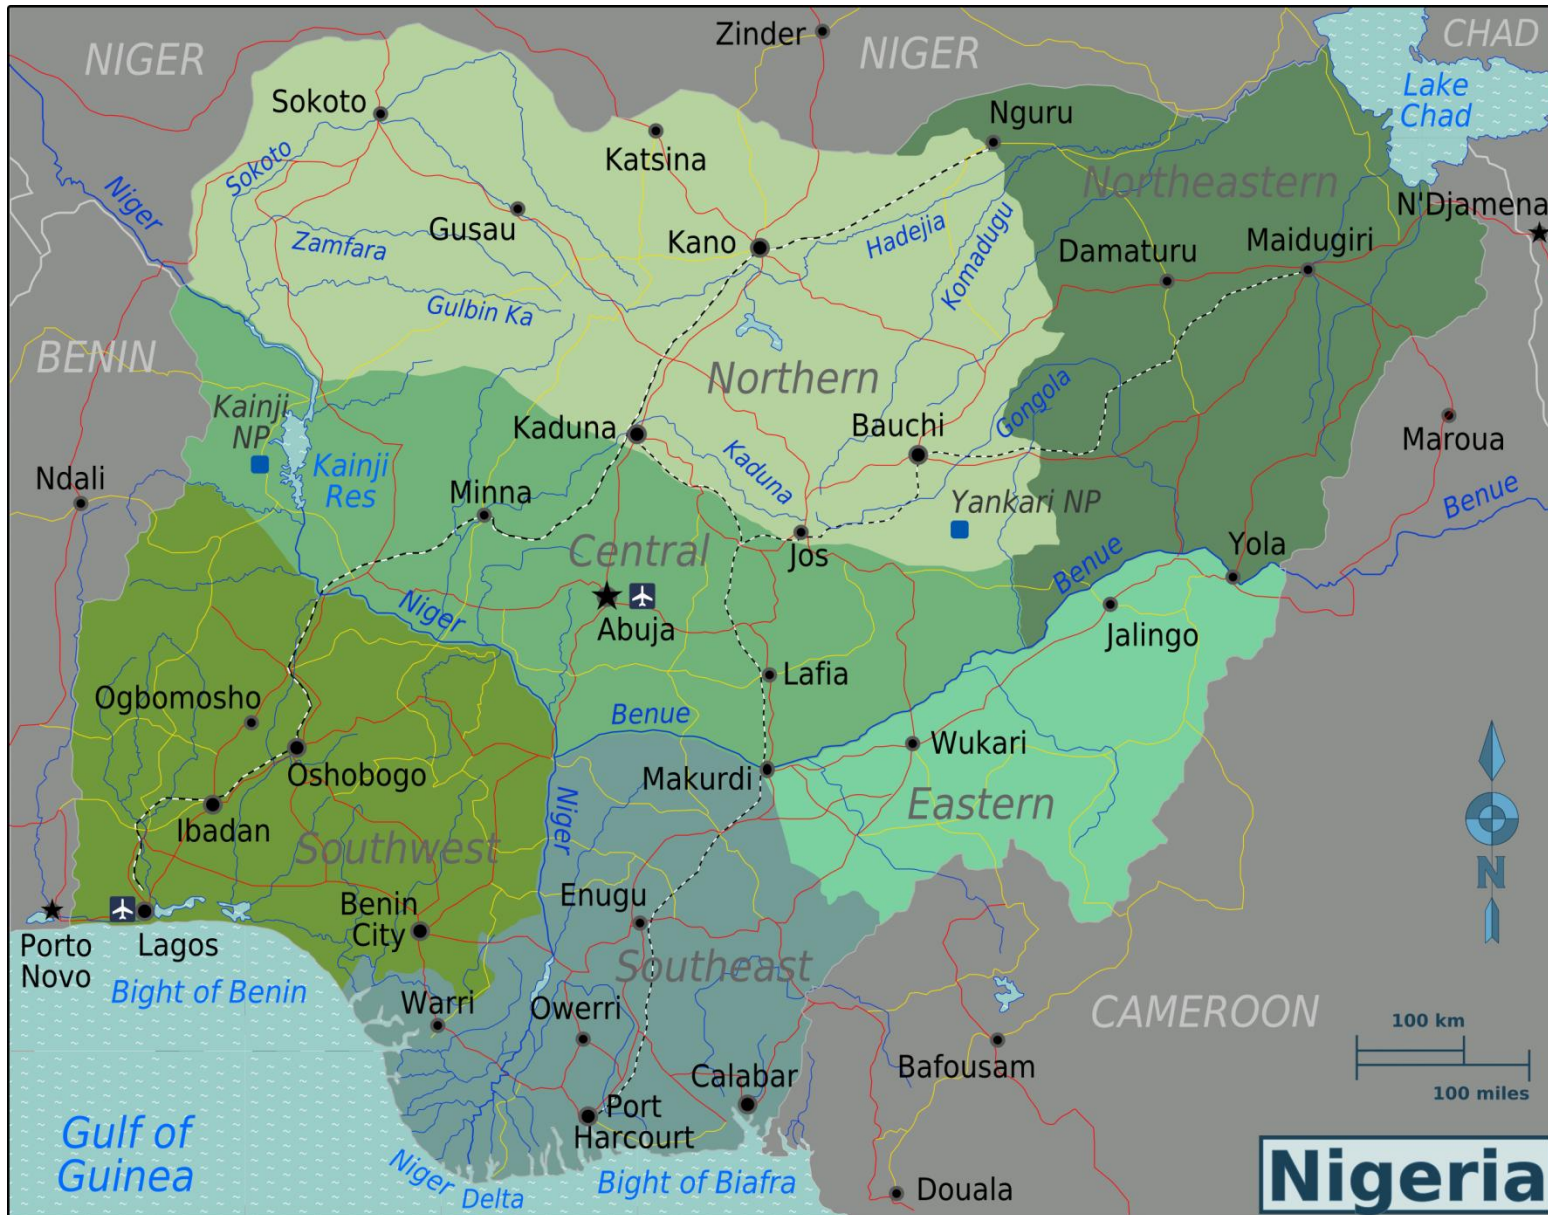 Zinder
NIGER
NIGER
CHAD
Lake
Chad
Sokoto
Nguru
Katsina
Sokoto
Northeastern
Niger
N'Djamena
Gusau
Kano
Hadejia
Komadugu
Zamfara
Damaturu
Maidugiri
Gulbin Ka
BENIN
Northern
Kainji
NP
Gongola
Kaduna
Bauchi
Maroua
Kainji
Res
Kaduna
Ndali
Minna
Yankari NP
Benue
Central
Jos
Benue
Yola
Niger
Abuja
Jalingo
Lafia
Ogbomosho
Benue
Wukari
Oshobogo
Makurdi
Eastern
Ibadan
Niger
Southwest
N
Enugu
Benin
City
Porto
Novo
Lagos
Southeast
Bight of Benin
Warri
Owerri
CAMEROON
100 km
Bafousam
Calabar
100 miles
Port
Harcourt
Gulf of
Guinea
Niger
Delta
Bight of Biafra
Douala
Nigeria